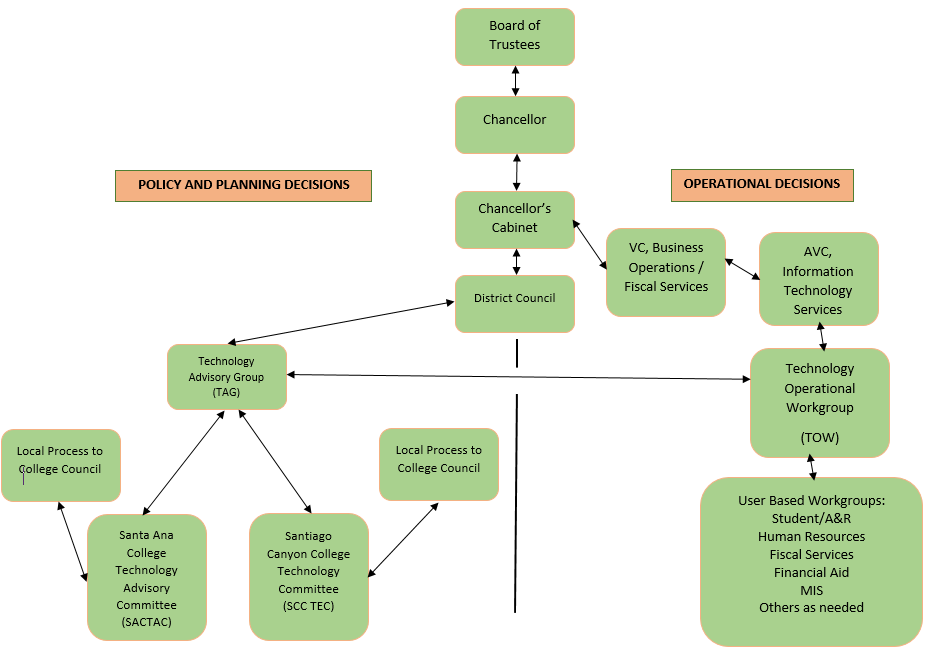 Board of
Trustees
Chancellor
POLICY AND PLANNING DECISIONS
OPERATIONAL DECISIONS
Chancellor’s
Cabinet
VC, Business
Operations /
Fiscal Services
AVC,
Information
Technology
Services
District Council
Technology
Advisory Group
(TAG)
Technology
Operational
Workgroup
(TOW)
Local Process to
College Council
Local Process to
College Council
Santa Ana
College
Technology
Advisory
Committee
(SACTAC)
Santiago
Canyon College
Technology
Committee
(SCC TEC)
User Based Workgroups:
Student/A&R
Human Resources
Fiscal Services
Financial Aid
MIS
Others as needed